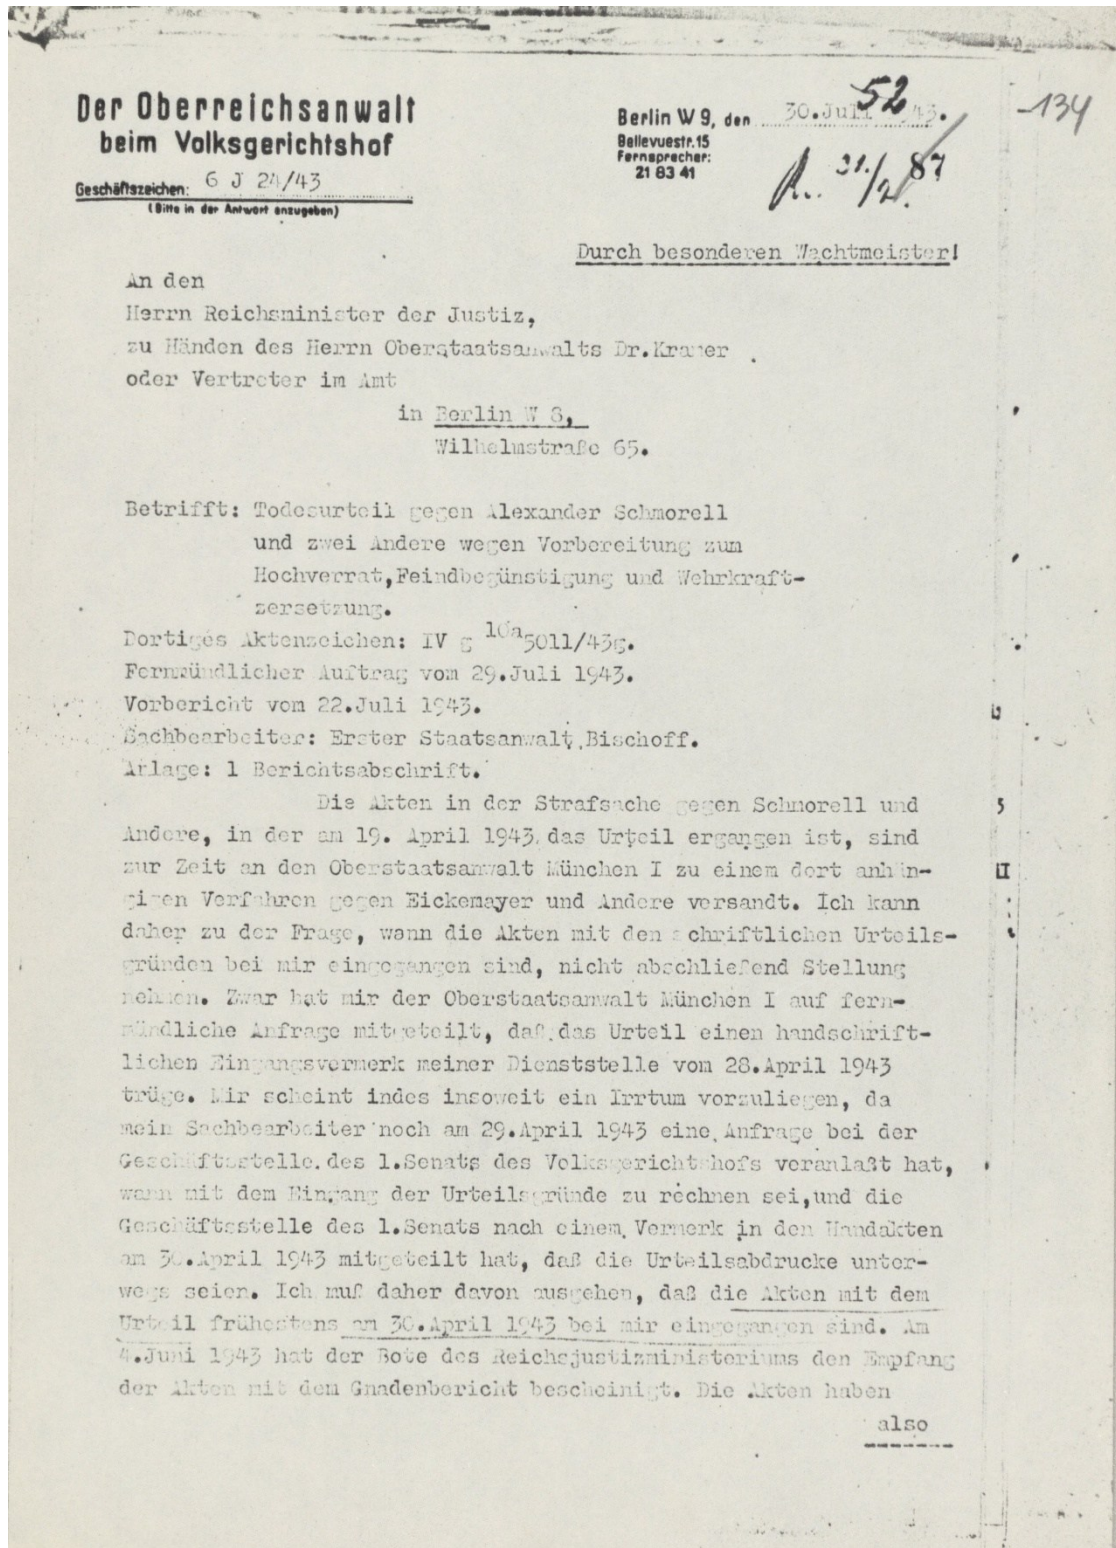 52
-134
Der Oberreichsanwalt
beim Volksgerichtshof
Geschäftszeichen: 6 J 24/43
(Bitte in der Antwort anzugeben)
Berlin W 9, den 30.Juli 1943.
Bellevuestr. 15
Fernsprecher:
21 83 41
87
Durch besonderen Wachtmeister!
An den
Herrn Reichsminister der Justiz,
zu Händen des Herrn Oberstaatsanwalts Dr.Kramer
oder Vertreter im Amt
in Berlin W 8,
Wilhelmstraße 65.
Betrifft: Todesurteil gegen Alexander Schmorell
und zwei Andere wegen Vorbereitung zum
Hochverrat,Feindbegünstigung und Wehrkraft-
zersetzung.
Dortiges Aktenzeichen: IV g 10a 5011/43g.
Fernmündlicher Auftrag vom 29.Juli 1943.
Vorbericht vom 22.Juli 1943.
Sachbearbeiter: Erster Staatsanwalt Bischoff.
Anlage: 1 Berichtsabschrift.
Die Akten in der Strafsache gegen Schmorell und
Andere, in der am 19. April 1943 das Urteil ergangen ist, sind
zur Zeit an den Oberstaatsanwalt München I zu einem dort anhän-
gigen Verfahren gegen Eickemayer und Andere versandt. Ich kann
daher zu der Frage, wann die Akten mit den schriftlichen Urteils-
gründen bei mir eingegangen sind, nicht abschließend Stellung
nehmen. Zwar hat mir der Oberstaatsanwalt München I auf fern-
mündliche Anfrage mitgeteilt, daß das Urteil einen handschrift-
lichen Eingangsvermerk meiner Dienststelle vom 28.April 1943
trüge. Mir scheint indes insoweit ein Irrtum vorzuliegen, da
mein Sachbearbeiter noch am 29.April 1943 eine Anfrage bei der
Geschäftsstelle des 1.Senats des Volksgerichtshofs veranlaßt hat,
wann mit dem Eingang der Urteilsgründe zu rechnen sei,und die
Geschäftsstelle des 1.Senats nach einem Vermerk in den Handakten
am 30.April 1943 mitgeteilt hat, daß die Urteilsabdrucke unter-
wegs seien. Ich muß daher davon ausgehen, daß die Akten mit dem
Urteil frühestens am 30.April 1943 bei mir eingegangen sind. Am
4.Juni 1943 hat der Bote des Reichsjustizministeriums den Empfang
der Akten mit dem Gnadenbericht bescheinigt. Die Akten haben
also